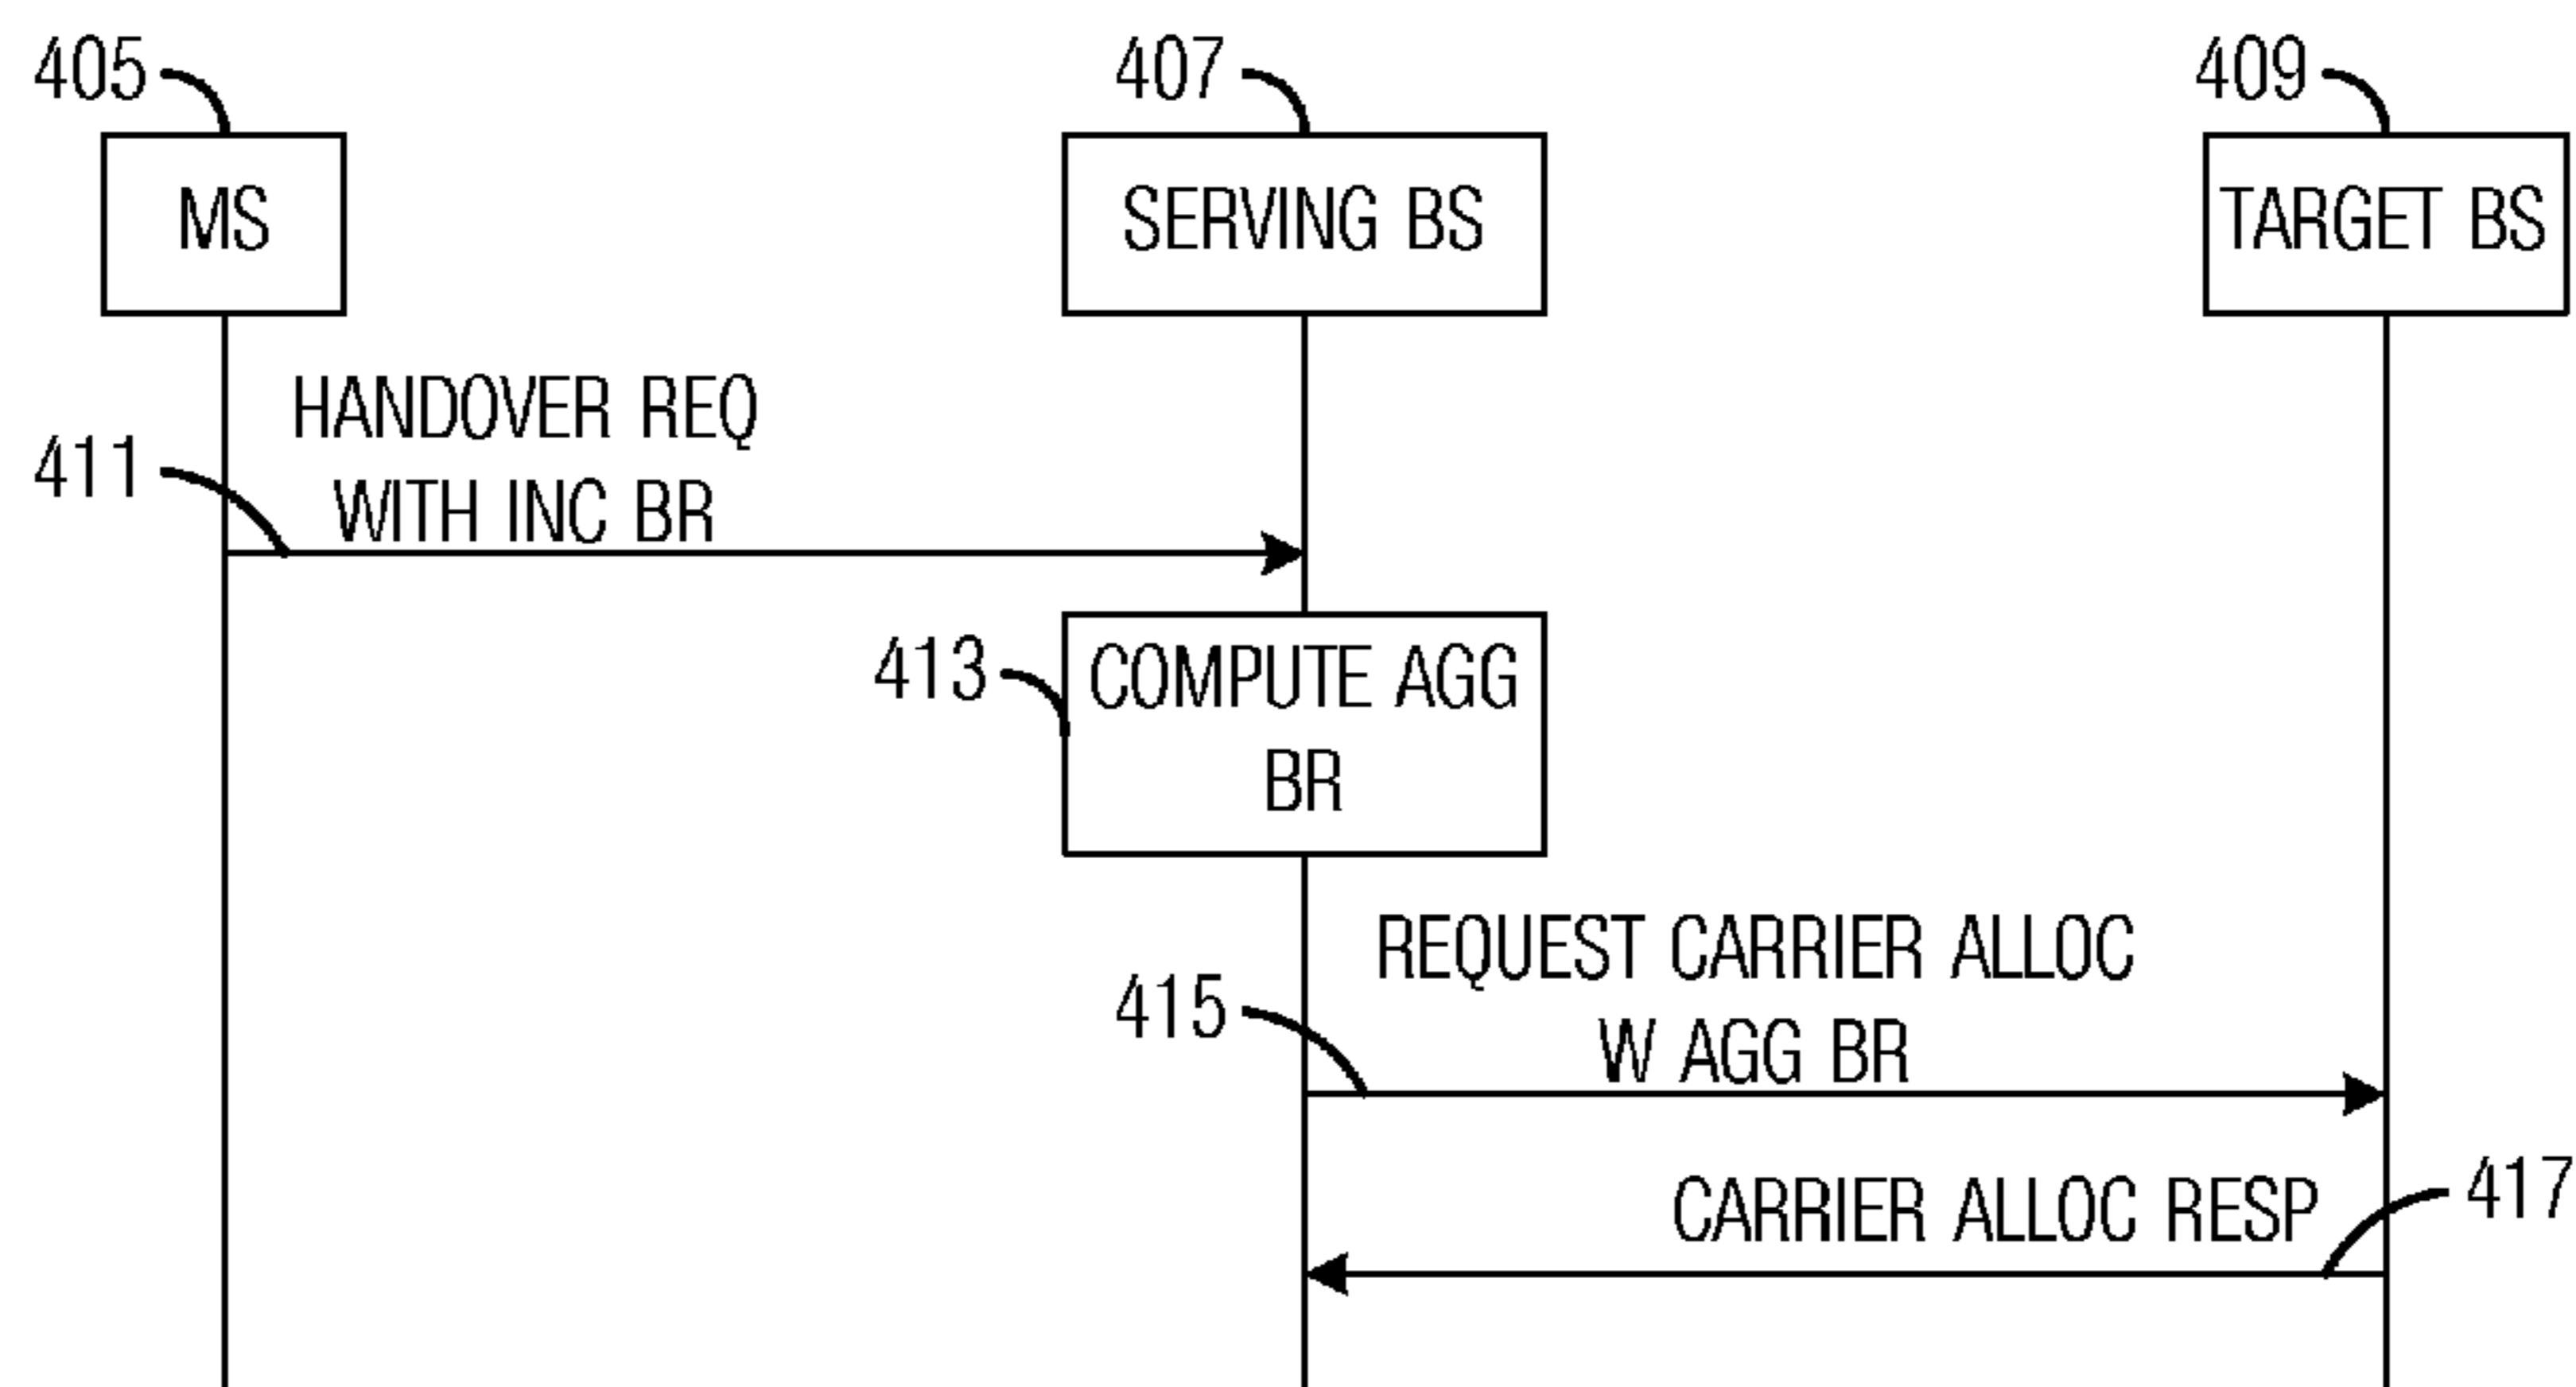 405
407
409
MS
SERVING BS
TARGET BS
HANDOVER REQ
411
WITH INC BR
413
COMPUTE AGG
BR
REQUEST CARRIER ALLOC
415
W AGG BR
CARRIER ALLOC RESP
417